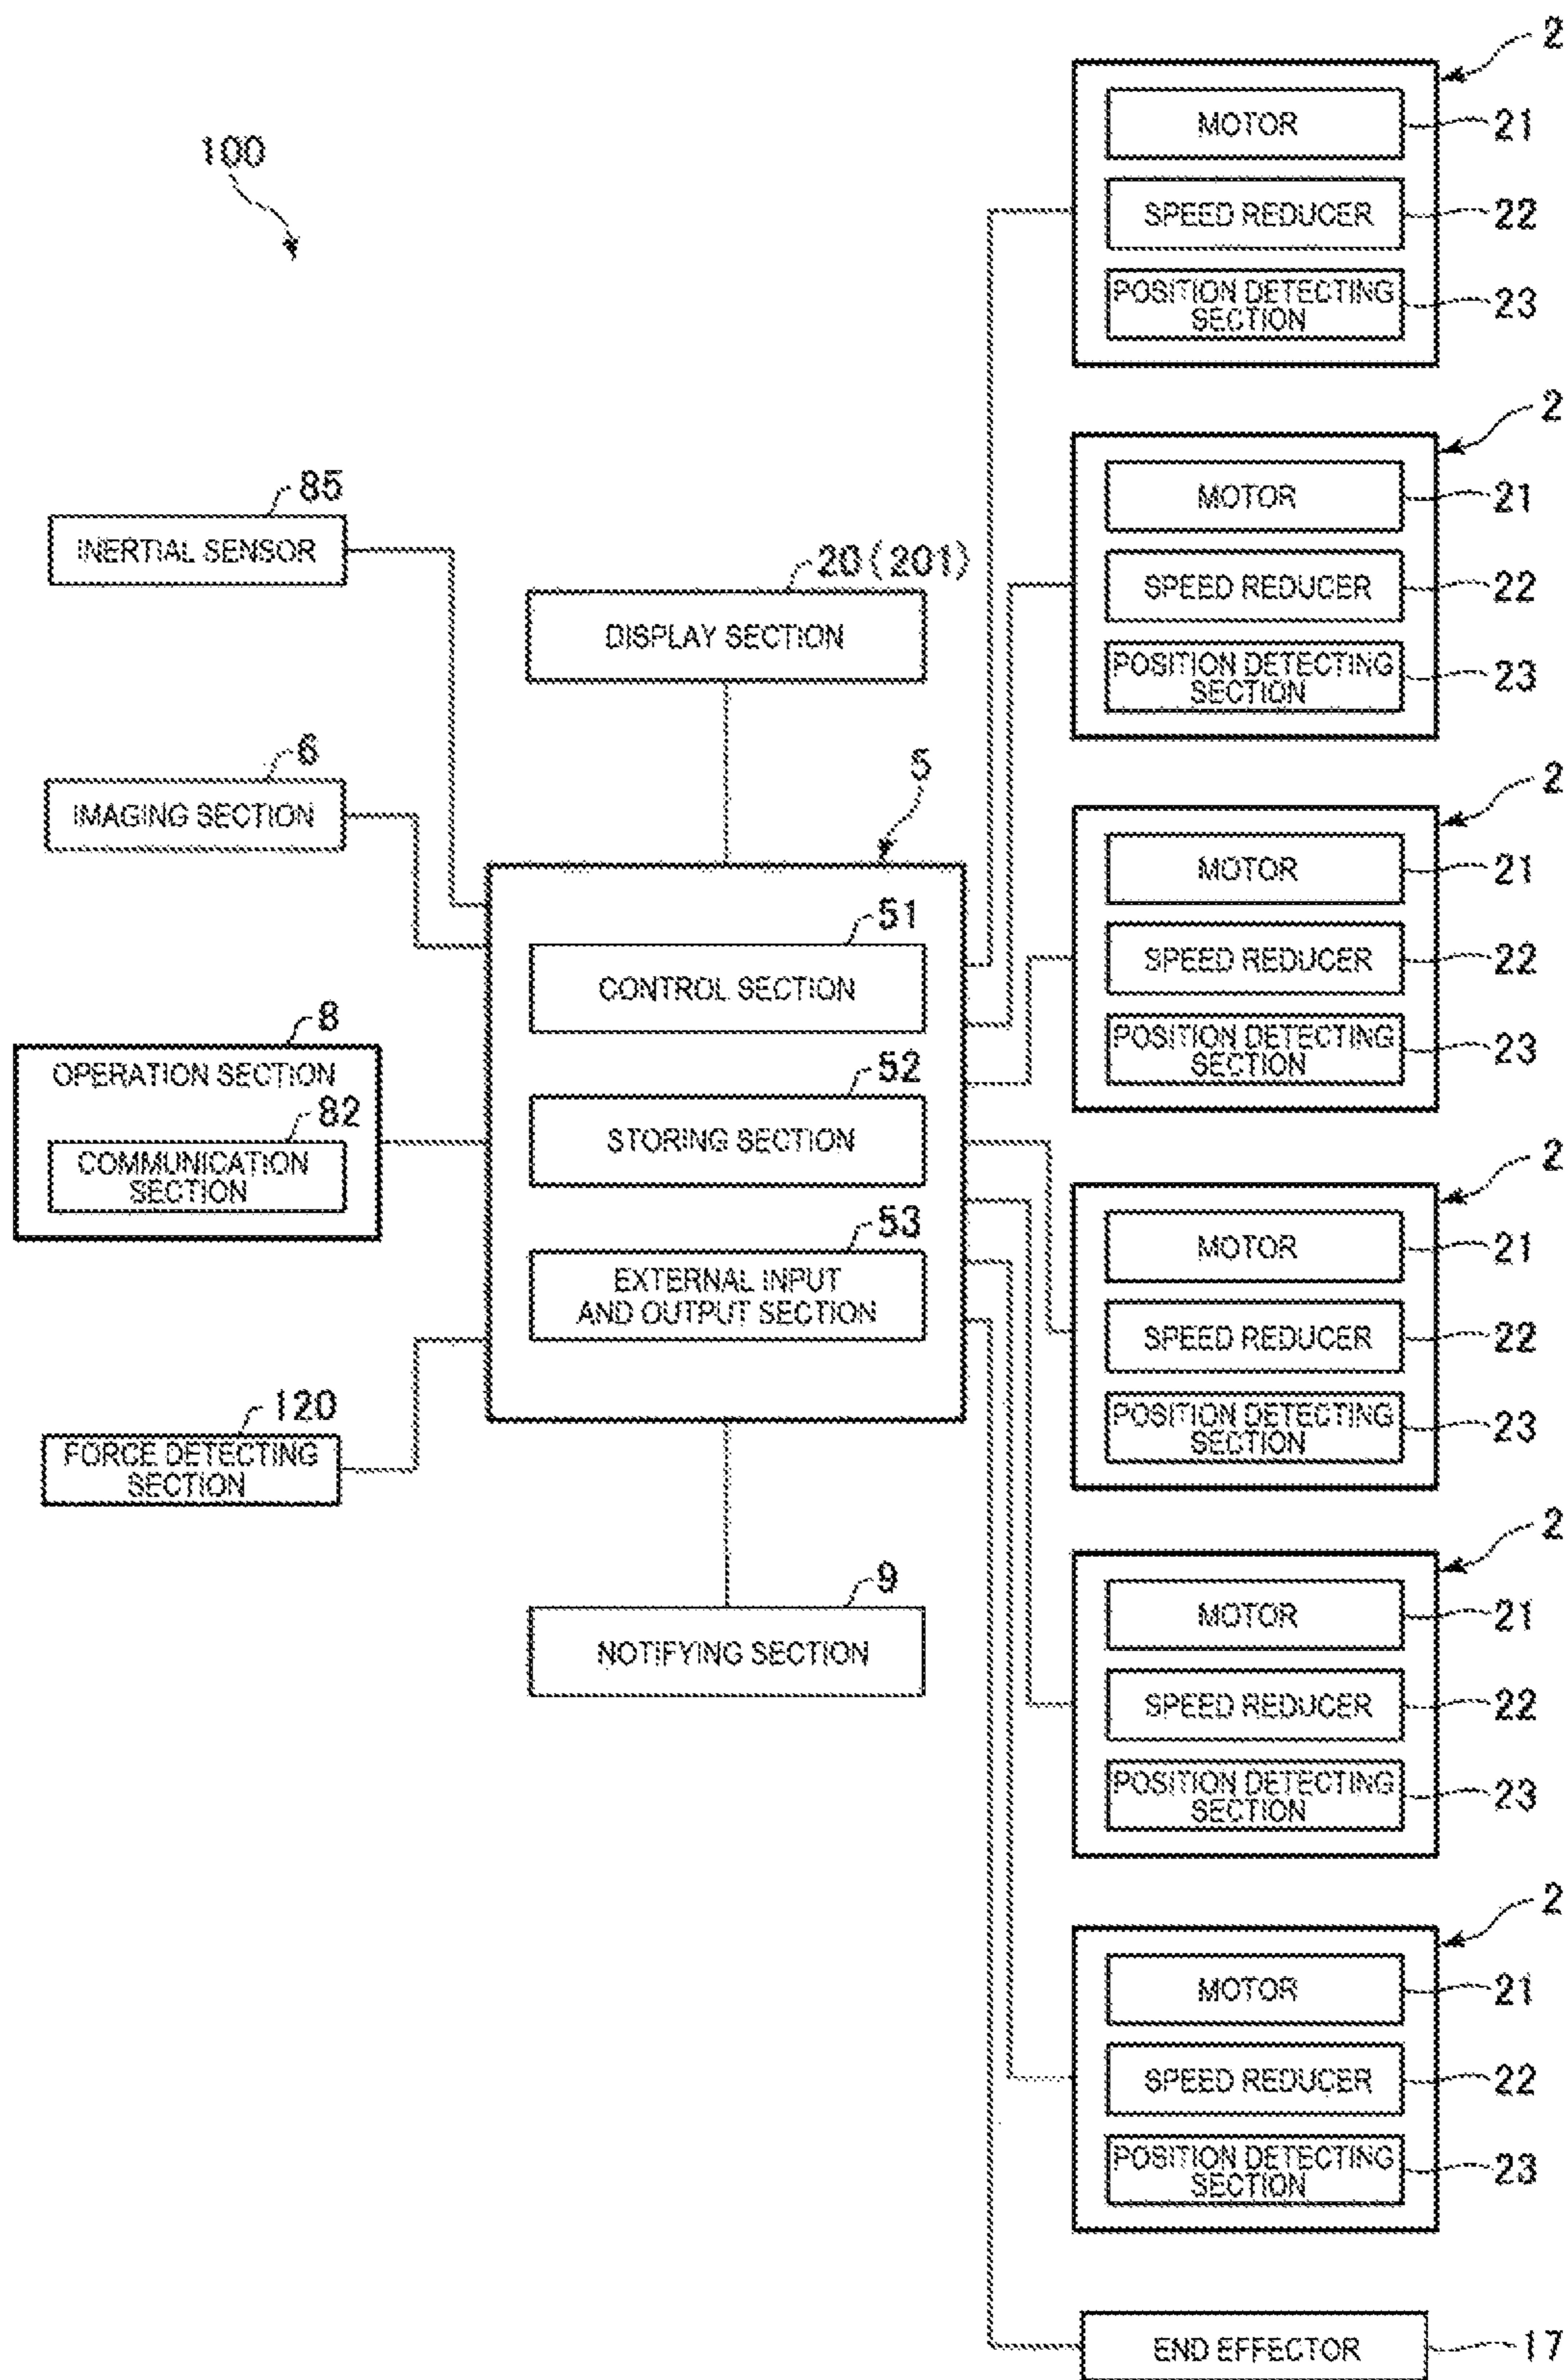 100
85
INERTIAL SENSOR
20 (201)
DISPLAY SECTION
6
IMAGING SECTION
5
51
CONTROL SECTION
8
OPERATION SECTION
82
COMMUNICATION
SECTION
52
STORING SECTION
53
EXTERNAL INPUT
AND OUTPUT SECTION
120
FORCE DETECTING
SECTION
9
NOTIFYING SECTION
2
MOTOR
21
SPEED REDUCER
22
POSITION DETECTING
SECTION
23
2
MOTOR
21
SPEED REDUCER
22
POSITION DETECTING
SECTION
23
2
MOTOR
21
SPEED REDUCER
22
POSITION DETECTING
SECTION
23
2
MOTOR
21
SPEED REDUCER
22
POSITION DETECTING
SECTION
23
2
MOTOR
21
SPEED REDUCER
22
POSITION DETECTING
SECTION
23
2
MOTOR
21
SPEED REDUCER
22
POSITION DETECTING
SECTION
23
END EFFECTOR
17